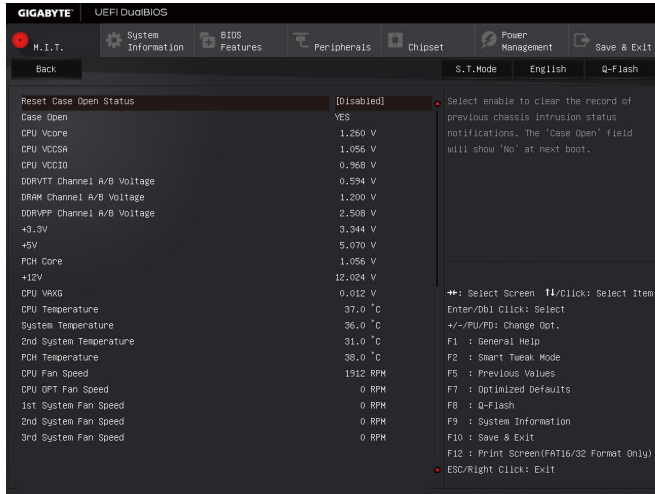 GIGABYTE™ UEFI DualBIOS
M.I.T. System Information BIOS Features Peripherals Chipset Power Management Save & Exit
Back S.T.Mode English Q-Flash
Reset Case Open Status [Disabled]
Case Open YES
CPU Vcore 1.260 V
CPU VCCSA 1.056 V
CPU VCCIO 0.968 V
DDRVTT Channel A/B Voltage 0.594 V
DRAM Channel A/B Voltage 1.200 V
DDRVPP Channel A/B Voltage 2.508 V
+3.3V 3.344 V
+5V 5.070 V
PCH Core 1.056 V
+12V 12.024 V
CPU VAXG 0.012 V
CPU Temperature 37.0 °C
System Temperature 36.0 °C
2nd System Temperature 31.0 °C
PCH Temperature 38.0 °C
CPU Fan Speed 1912 RPM
CPU OPT Fan Speed 0 RPM
1st System Fan Speed 0 RPM
2nd System Fan Speed 0 RPM
3rd System Fan Speed 0 RPM
Select enable to clear the record of
previous chassis intrusion status
notifications. The 'Case Open' field
will show 'No' at next boot.
→←: Select Screen ↑↓/Click: Select Item
Enter/Dbl Click: Select
+/-/PU/PD: Change Opt.
F1 : General Help
F2 : Smart Tweak Mode
F5 : Previous Values
F7 : Optimized Defaults
F8 : Q-Flash
F9 : System Information
F10 : Save & Exit
F12 : Print Screen(FAT16/32 Format Only)
ESC/Right Click: Exit